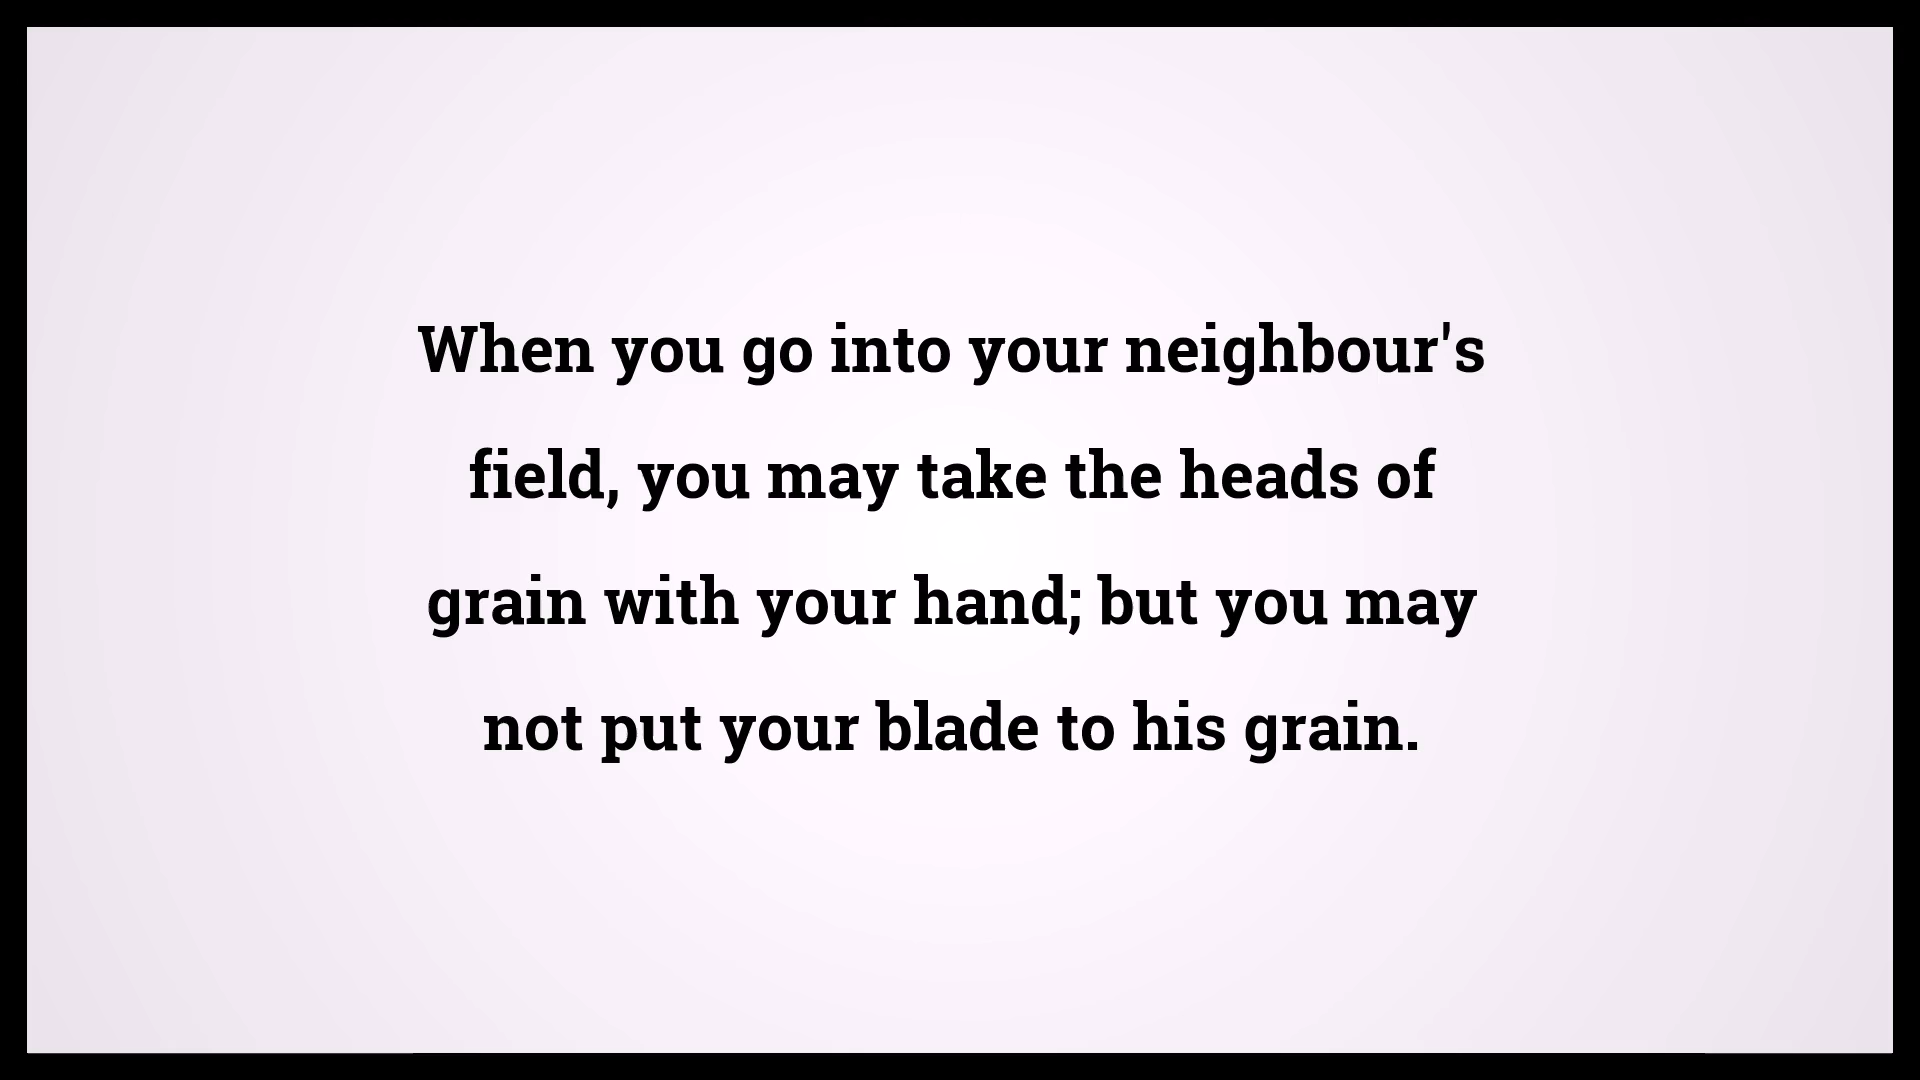 When you go into your neighbour's
field, you may take the heads of
grain with your hand; but you may
not put your blade to his grain.